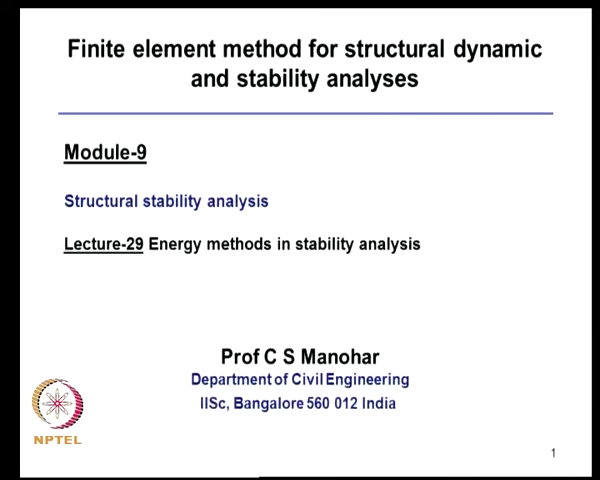 Finite element method for structural dynamic
and stability analyses
Module-9
Structural stability analysis
Lecture-29 Energy methods in stability analysis
Prof C S Manohar
Department of Civil Engineering
IISc, Bangalore 560 012 India
NPTEL
1